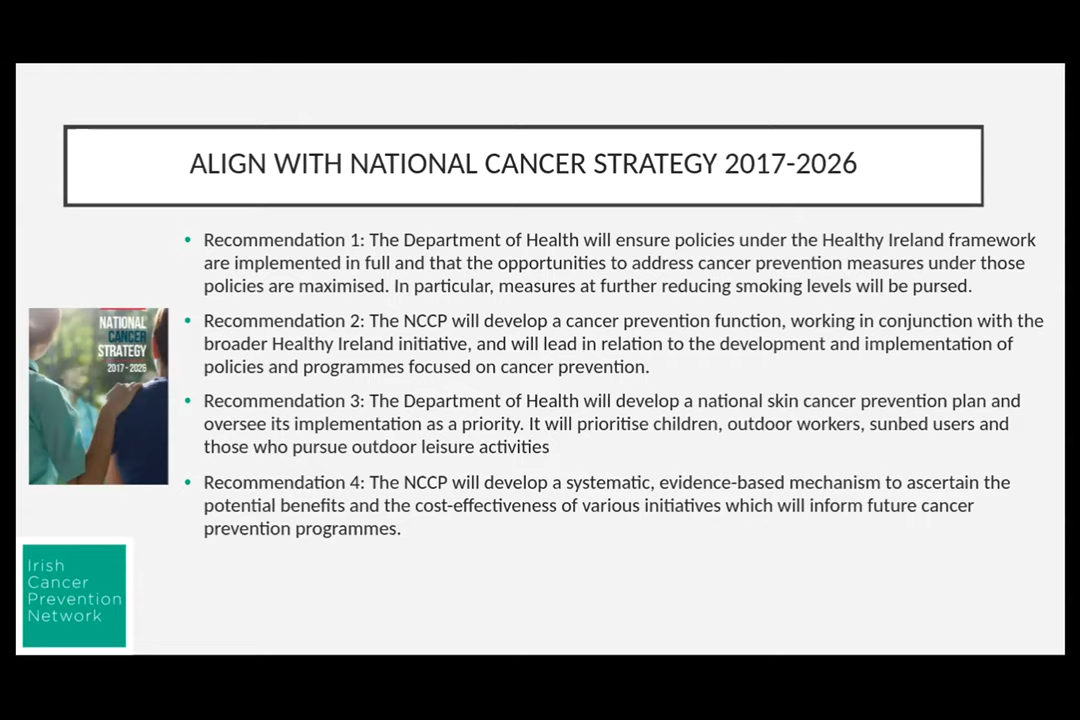 ALIGN WITH NATIONAL CANCER STRATEGY 2017-2026
• Recommendation 1: The Department of Health will ensure policies under the Healthy Ireland framework
are implemented in full and that the opportunities to address cancer prevention measures under those
policies are maximised. In particular, measures at further reducing smoking levels will be pursed.
• Recommendation 2: The NCCP will develop a cancer prevention function, working in conjunction with the
broader Healthy Ireland initiative, and will lead in relation to the development and implementation of
policies and programmes focused on cancer prevention.
• Recommendation 3: The Department of Health will develop a national skin cancer prevention plan and
oversee its implementation as a priority. It will prioritise children, outdoor workers, sunbed users and
those who pursue outdoor leisure activities
• Recommendation 4: The NCCP will develop a systematic, evidence-based mechanism to ascertain the
potential benefits and the cost-effectiveness of various initiatives which will inform future cancer
prevention programmes.
NATIONAL
CANCER
STRATEGY
2017 - 2026
Irish
Cancer
Prevention
Network